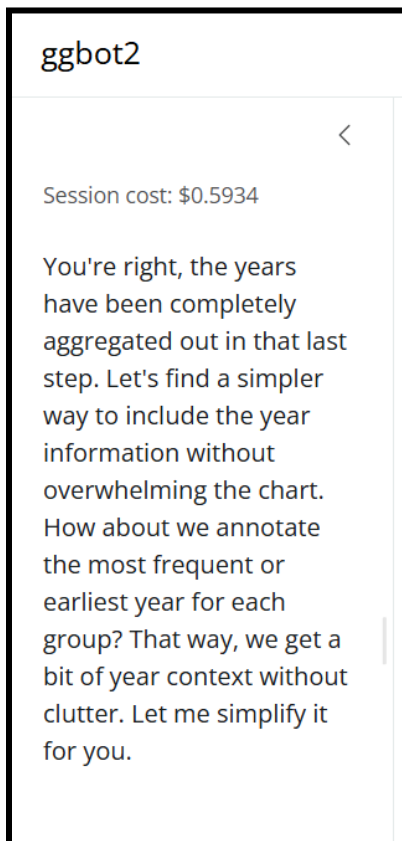 ggbot2
Session cost: $0.5934
You're right, the years
have been completely
aggregated out in that last
step. Let's find a simpler
way to include the year
information without
overwhelming the chart.
How about we annotate
the most frequent or
earliest year for each
group? That way, we get a
bit of year context without
clutter. Let me simplify it
for you.